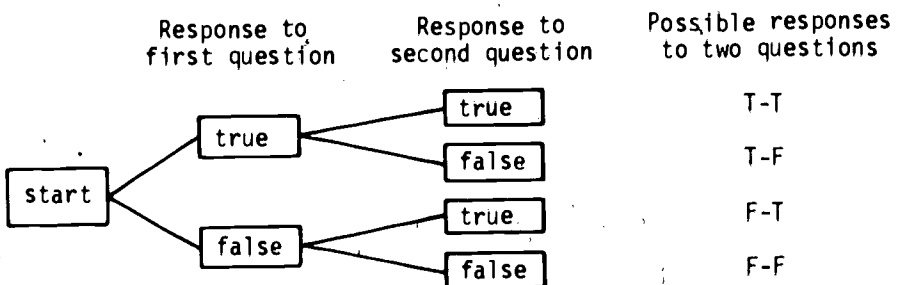 Response to
first question
Response to
second question
Possible responses
to two questions
true
T-T
true
false
T-F
start
true
F-T
false
false
F-F